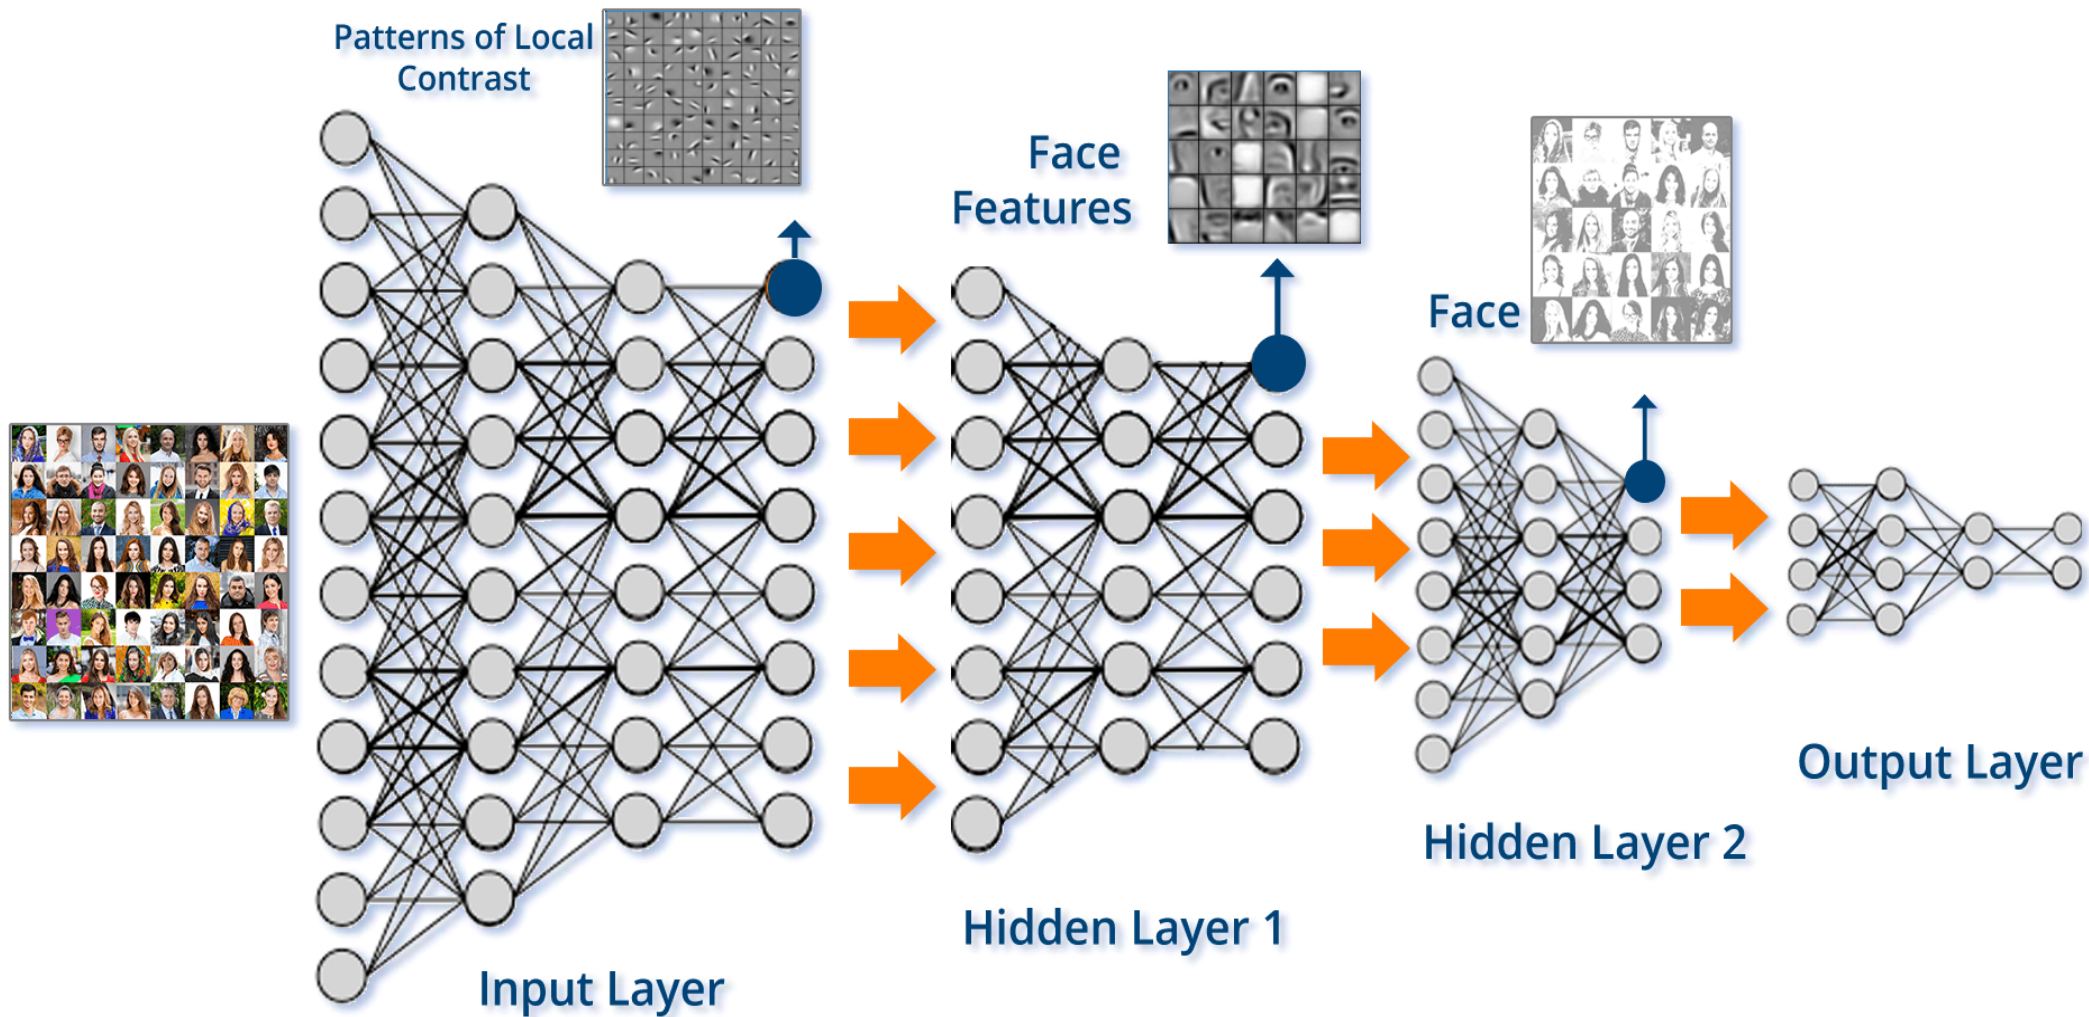 Patterns of Local
Contrast
Face
Features
Face
Input Layer
Hidden Layer 1
Hidden Layer 2
Output Layer